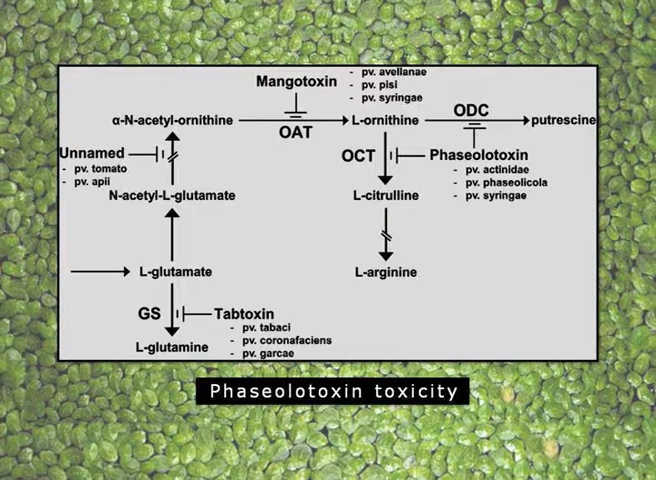 Mangotoxin
- pv. avellanae
- pv. pisi
- pv. syringae
α-N-acetyl-ornithine
OAT
L-ornithine
ODC
putrescine
Unnamed
- pv. tomato
- pv. apii
OCT
Phaseolotoxin
- pv. actinidae
- pv. phaseolicola
- pv. syringae
N-acetyl-L-glutamate
L-citrulline
L-glutamate
L-arginine
GS
Tabtoxin
- pv. tabaci
- pv. coronafaciens
- pv. garcae
L-glutamine
Phaseolotoxin toxicity